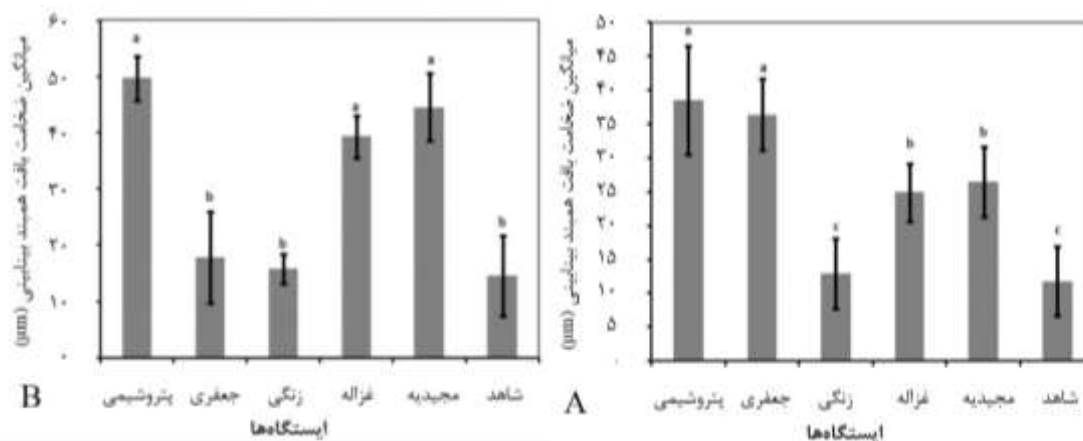 میانگین ضخامت بافت همبند بینابینی (µm)
۵۰
۴۵
۴۰
۳۵
۳۰
۲۵
۲۰
۱۵
۱۰
۵
۰
a
a
c
b
b
c
پتروشیمی جعفری زنگی غزاله مجیدیه شاهد
ایستگاه‌ها
A
میانگین ضخامت بافت همبند بینابینی (µm)
۶۰
۵۰
۴۰
۳۰
۲۰
۱۰
۰
a
b
b
a
a
b
پتروشیمی جعفری زنگی غزاله مجیدیه شاهد
ایستگاه‌ها
B